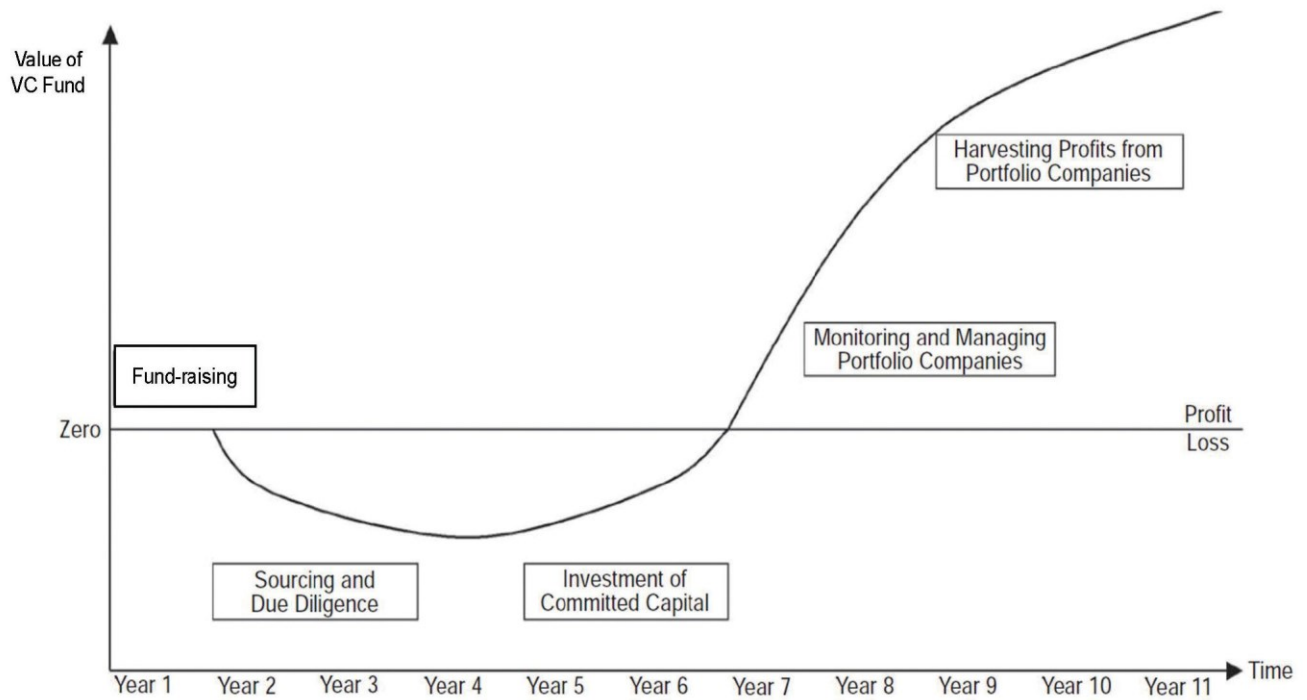 Value of
VC Fund
Harvesting Profits from
Portfolio Companies
Monitoring and Managing
Portfolio Companies
Fund-raising
Profit
Zero
Loss
Sourcing and
Due Diligence
Investment of
Committed Capital
Time
Year 1 Year 2 Year 3 Year 4 Year 5 Year 6 Year 7 Year 8 Year 9 Year 10 Year 11